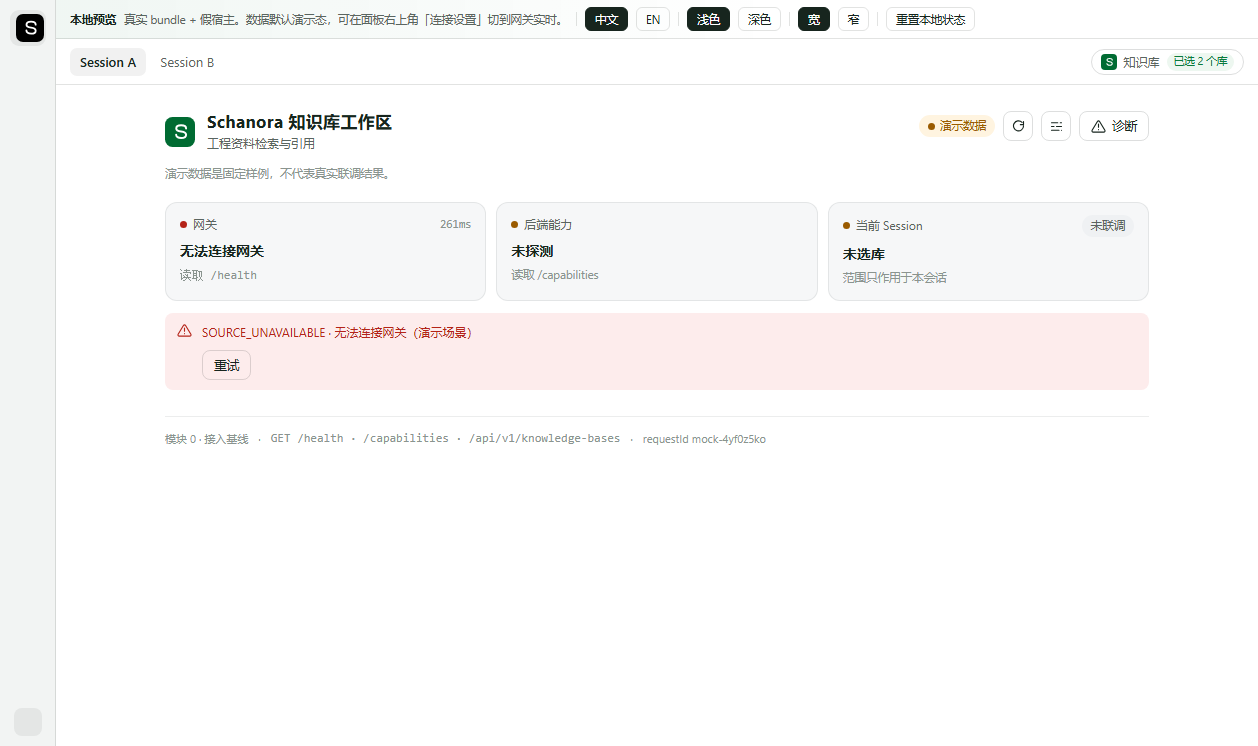 S
本地预览 真实 bundle + 假宿主。数据默认演示态，可在面板右上角「连接设置」切到网关实时。 中文 EN 浅色 深色 宽 窄 重置本地状态
Session A Session B S 知识库 已选 2 个库
S Schanora 知识库工作区
工程资料检索与引用
演示数据 诊断
演示数据是固定样例，不代表真实联调结果。
网关 261ms
无法连接网关
读取 /health
后端能力
未探测
读取 /capabilities
当前 Session 未联调
未选库
范围只作用于本会话
SOURCE_UNAVAILABLE · 无法连接网关（演示场景）
重试
模块 0 · 接入基线 · GET /health · /capabilities · /api/v1/knowledge-bases · requestId mock-4yf0z5ko